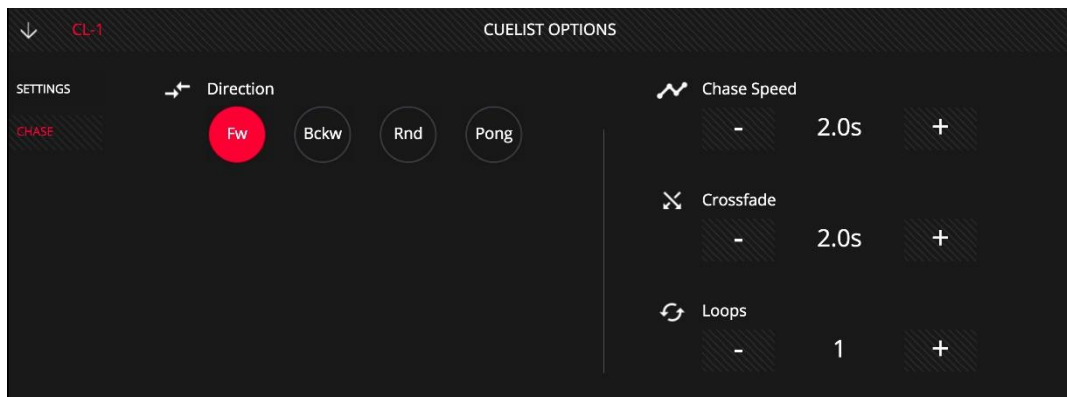 CL-1
CUELIST OPTIONS
SETTINGS
CHASE
Direction
Fw
Bckw
Rnd
Pong
Chase Speed
- 2.0s +
Crossfade
- 2.0s +
Loops
- 1 +